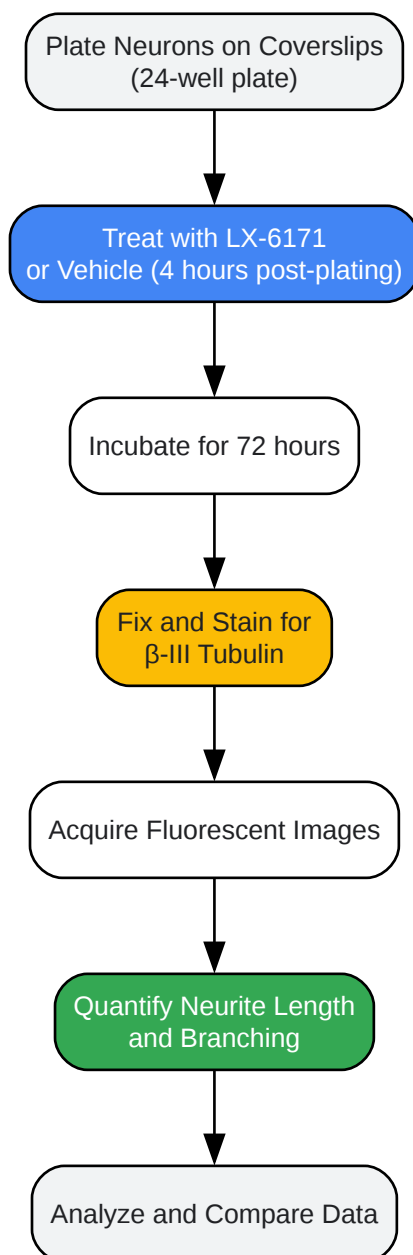 Plate Neurons on Coverslips
(24-well plate)
Treat with LX-6171
or Vehicle (4 hours post-plating)
Incubate for 72 hours
Fix and Stain for
β-III Tubulin
Acquire Fluorescent Images
Quantify Neurite Length
and Branching
Analyze and Compare Data